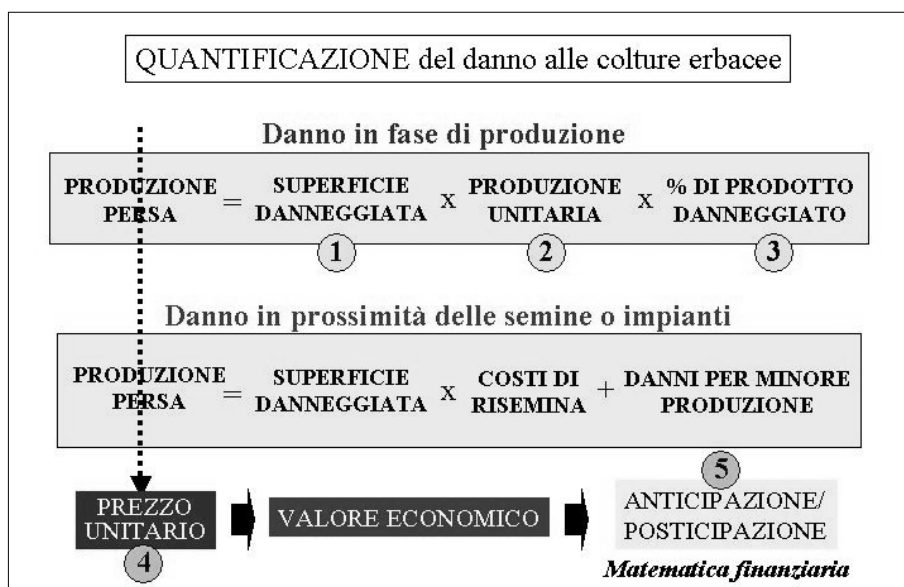 QUANTIFICAZIONE del danno alle colture erbacee
Danno in fase di produzione
PRODUZIONE PERSA = SUPERFICIE DANNEGGIATA x PRODUZIONE UNITARIA x % DI PRODOTTO DANNEGGIATO
1 2 3
Danno in prossimità delle semine o impianti
PRODUZIONE PERSA = SUPERFICIE DANNEGGIATA x COSTI DI RISEMINA + DANNI PER MINORE PRODUZIONE
5
PREZZO UNITARIO VALORE ECONOMICO ANTICIPAZIONE/ POSTICIPAZIONE
4
Matematica finanziaria